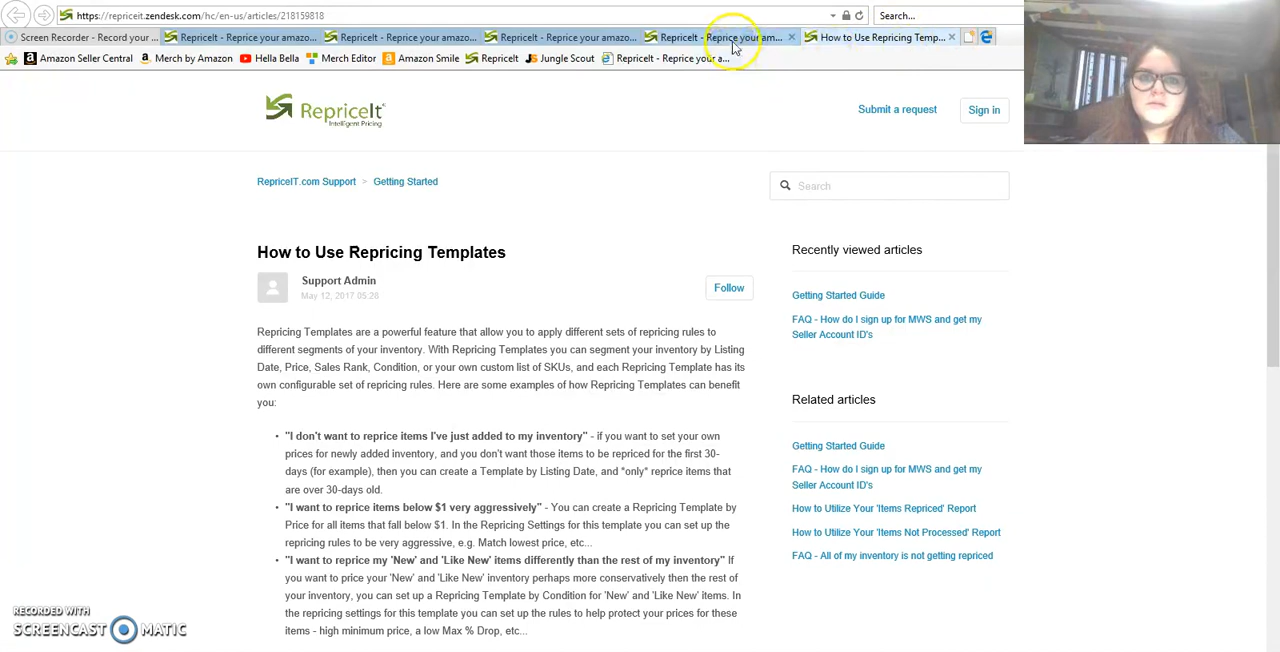 https://repriceit.zendesk.com/hc/en-us/articles/218159818
Search...
Screen Recorder - Record your ...
RepriceIt - Reprice your amazo...
RepriceIt - Reprice your amazo...
RepriceIt - Reprice your amazo...
RepriceIt - Reprice your am...
How to Use Repricing Temp...
Amazon Seller Central
Merch by Amazon
Hella Bella
Merch Editor
Amazon Smile
RepriceIt
Jungle Scout
RepriceIt - Reprice your a...
RepriceIt
Intelligent Pricing
Submit a request
Sign in
RepriceIT.com Support > Getting Started
Search
How to Use Repricing Templates
Support Admin
May 12, 2017 05:28
Follow
Repricing Templates are a powerful feature that allow you to apply different sets of repricing rules to
different segments of your inventory. With Repricing Templates you can segment your inventory by Listing
Date, Price, Sales Rank, Condition, or your own custom list of SKUs, and each Repricing Template has its
own configurable set of repricing rules. Here are some examples of how Repricing Templates can benefit
you:
• "I don't want to reprice items I've just added to my inventory" - if you want to set your own
prices for newly added inventory, and you don't want those items to be repriced for the first 30-
days (for example), then you can create a Template by Listing Date, and *only* reprice items that
are over 30-days old.
• "I want to reprice items below $1 very aggressively" - You can create a Repricing Template by
Price for all items that fall below $1. In the Repricing Settings for this template you can set up the
repricing rules to be very aggressive, e.g. Match lowest price, etc...
• "I want to reprice my 'New' and 'Like New' items differently than the rest of my inventory" If
you want to price your 'New' and 'Like New' inventory perhaps more conservatively then the rest of
your inventory, you can set up a Repricing Template by Condition for 'New' and 'Like New' items. In
the repricing settings for this template you can set up the rules to help protect your prices for these
items - high minimum price, a low Max % Drop, etc...
Recently viewed articles
Getting Started Guide
FAQ - How do I sign up for MWS and get my
Seller Account ID's
Related articles
Getting Started Guide
FAQ - How do I sign up for MWS and get my
Seller Account ID's
How to Utilize Your 'Items Repriced' Report
How to Utilize Your 'Items Not Processed' Report
FAQ - All of my inventory is not getting repriced
RECORDED WITH
SCREENCAST MATIC